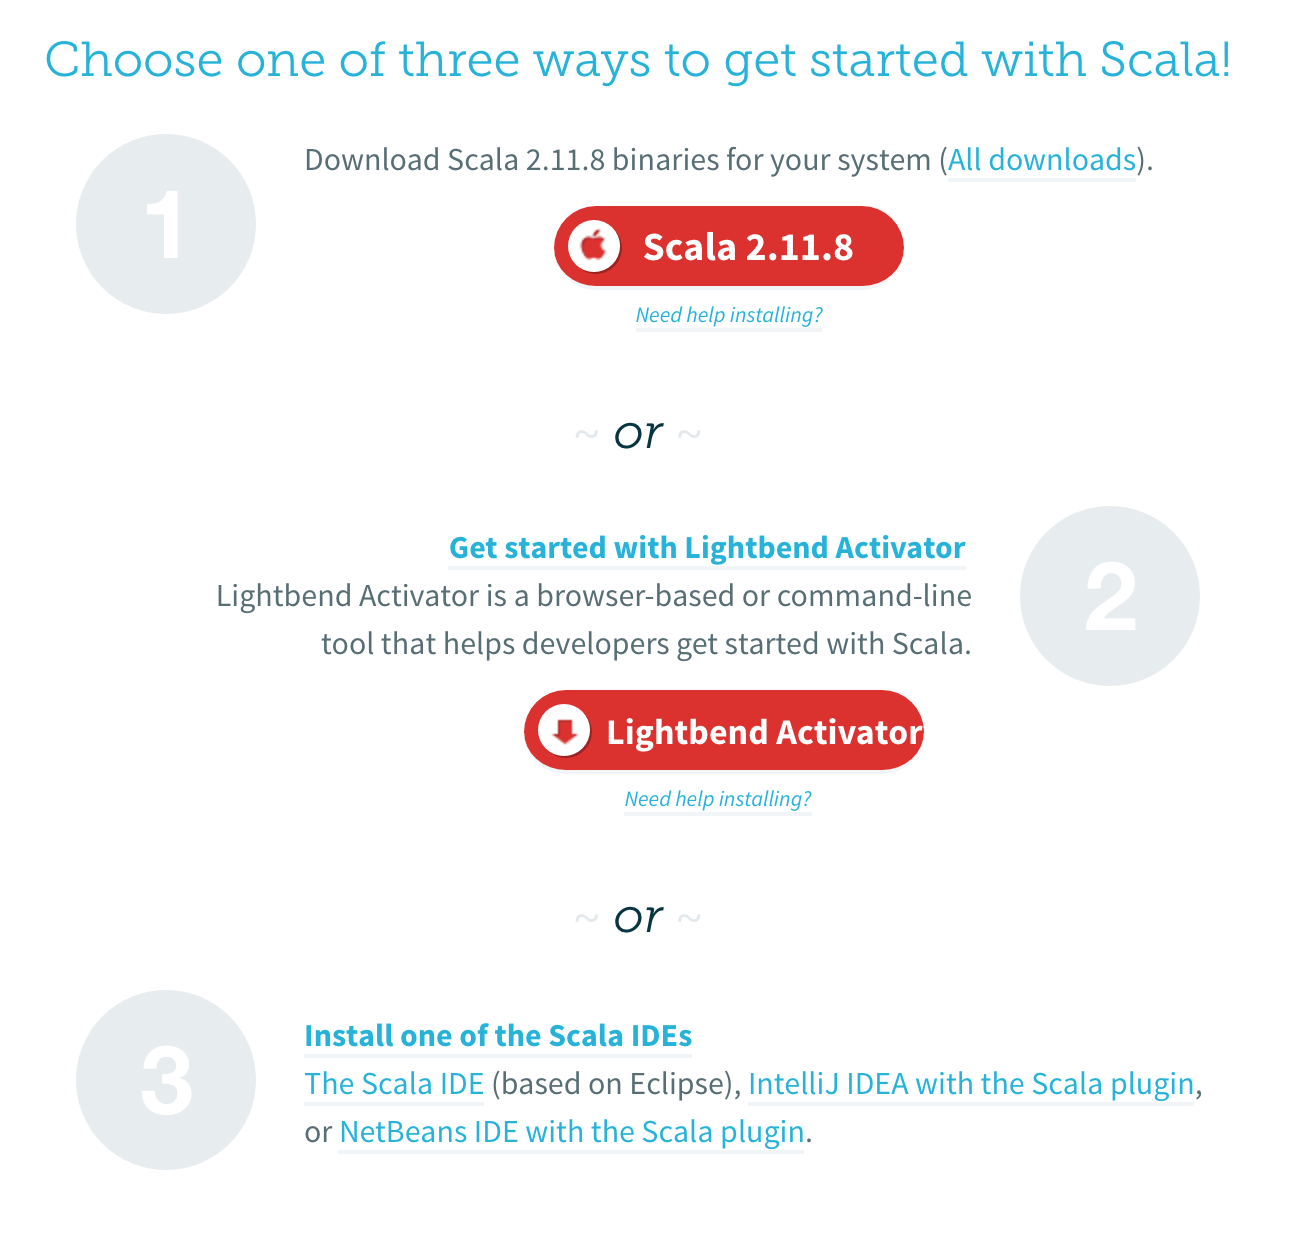 Choose one of three ways to get started with Scala!
1
Download Scala 2.11.8 binaries for your system (All downloads).
Scala 2.11.8
Need help installing?
~ or ~
Get started with Lightbend Activator
2
Lightbend Activator is a browser-based or command-line
tool that helps developers get started with Scala.
Lightbend Activator
Need help installing?
~ or ~
3
Install one of the Scala IDEs
The Scala IDE (based on Eclipse), IntelliJ IDEA with the Scala plugin,
or NetBeans IDE with the Scala plugin.